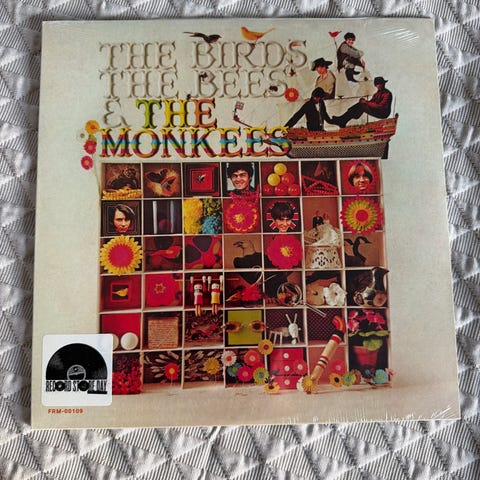 THE BIRDS,
THE BEES
& THE
MONKEES
RECORD STORE DAY
FRM-00109